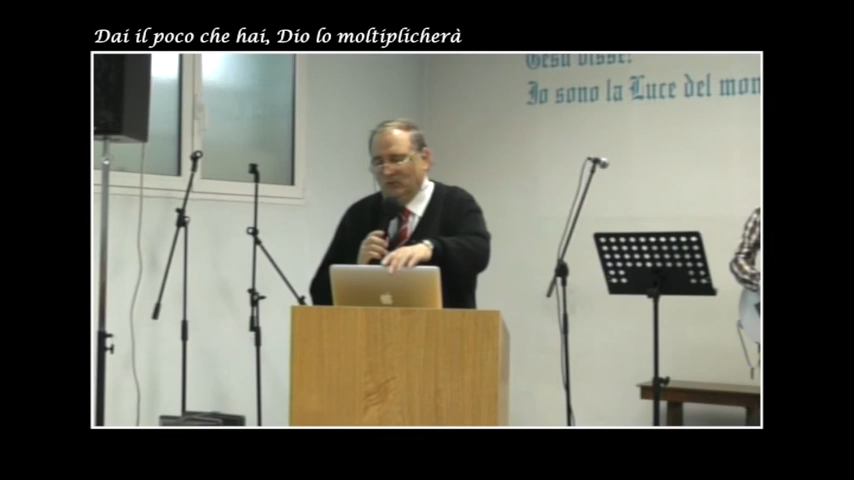 Dai il poco che hai, Dio lo moltiplicherà
Gesù disse:
Io sono la Luce del mon